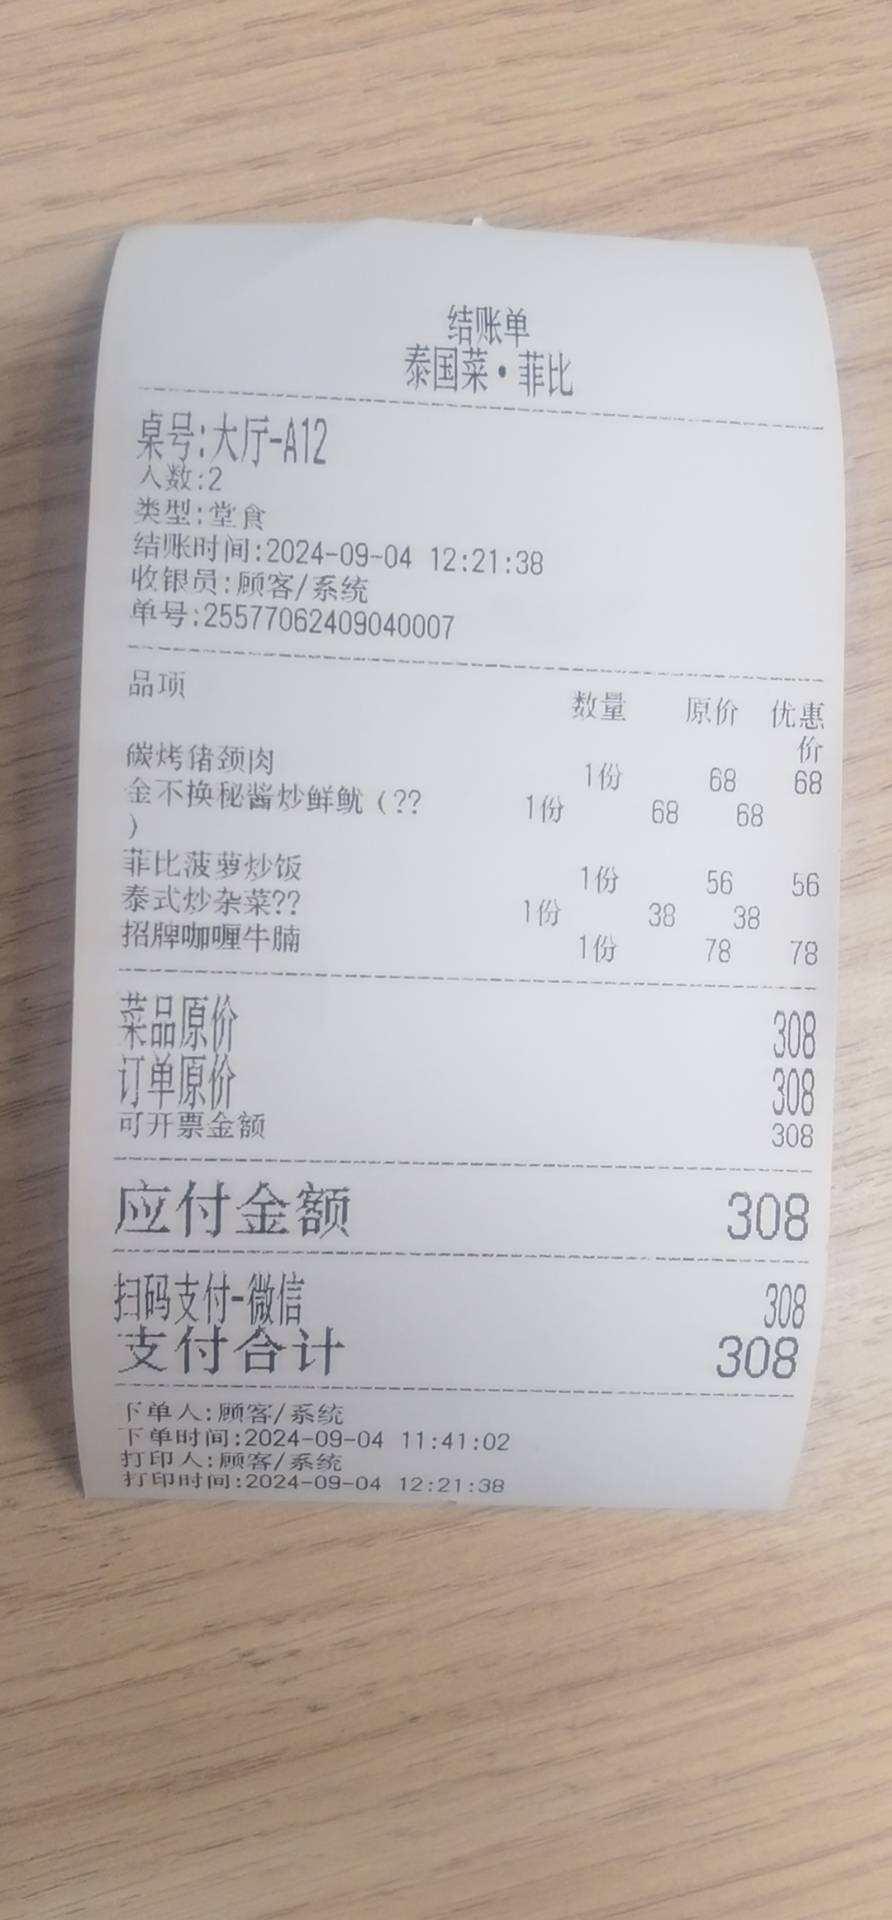 结账单
泰国菜·菲比
桌号:大厅-A12
人数:2
类型:堂食
结账时间:2024-09-04 12:21:38
收银员:顾客/系统
单号:25577062409040007
品项 数量 原价 优惠
价
碳烤猪颈肉 1份 68 68
金不换秘酱炒鲜鱿(?? 1份 68 68
)
菲比菠萝炒饭 1份 56 56
泰式炒杂菜?? 1份 38 38
招牌咖喱牛腩 1份 78 78
菜品原价 308
订单原价 308
可开票金额 308
应付金额 308
扫码支付-微信 308
支付合计 308
下单人:顾客/系统
下单时间:2024-09-04 11:41:02
打印人:顾客/系统
打印时间:2024-09-04 12:21:38